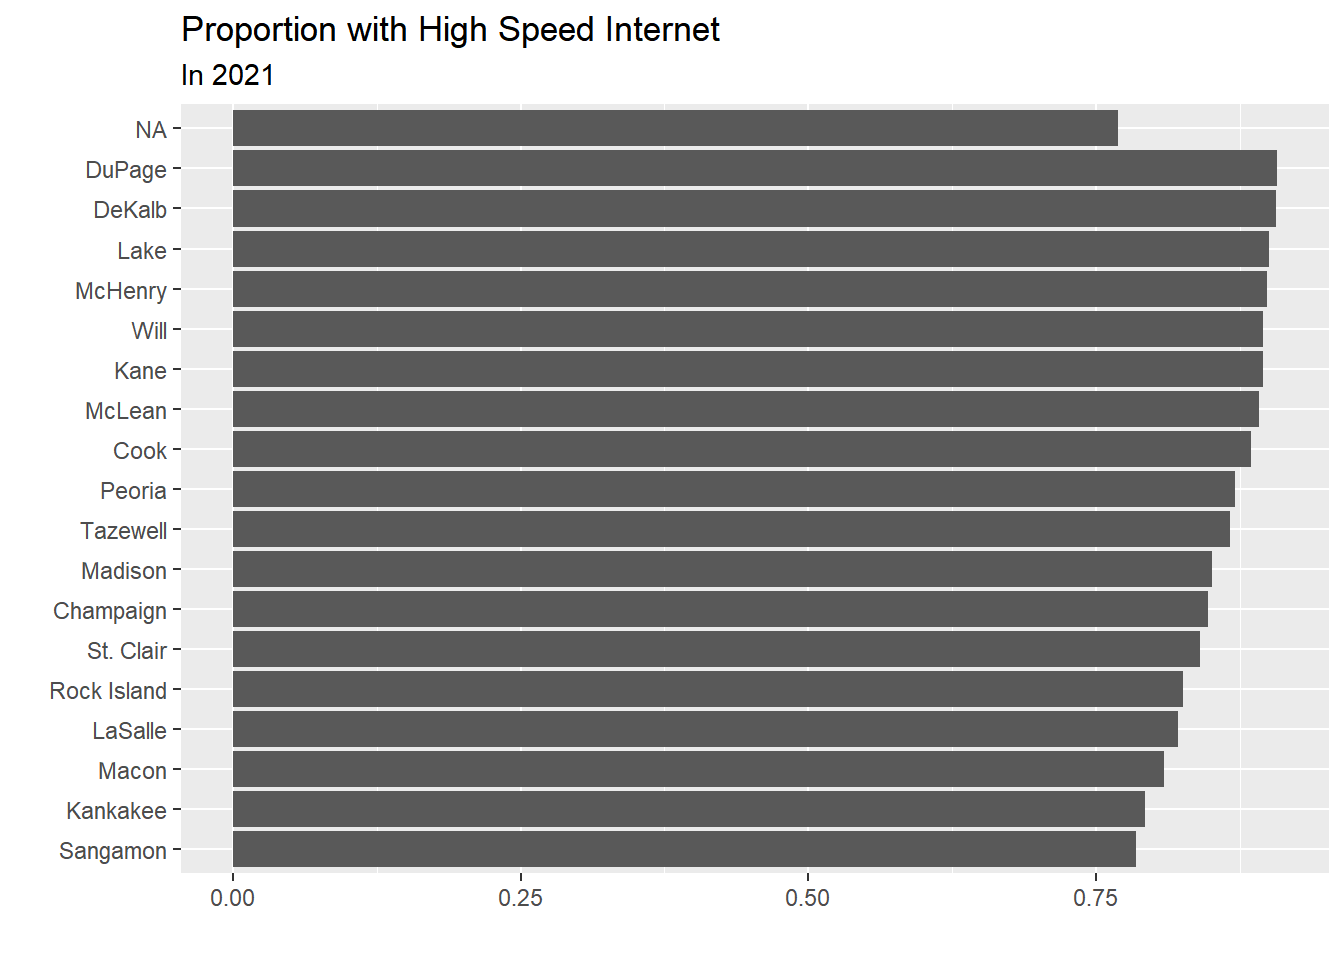 Proportion with High Speed Internet
In 2021
NA
DuPage
DeKalb
Lake
McHenry
Will
Kane
McLean
Cook
Peoria
Tazewell
Madison
Champaign
St. Clair
Rock Island
LaSalle
Macon
Kankakee
Sangamon
0.00 0.25 0.50 0.75